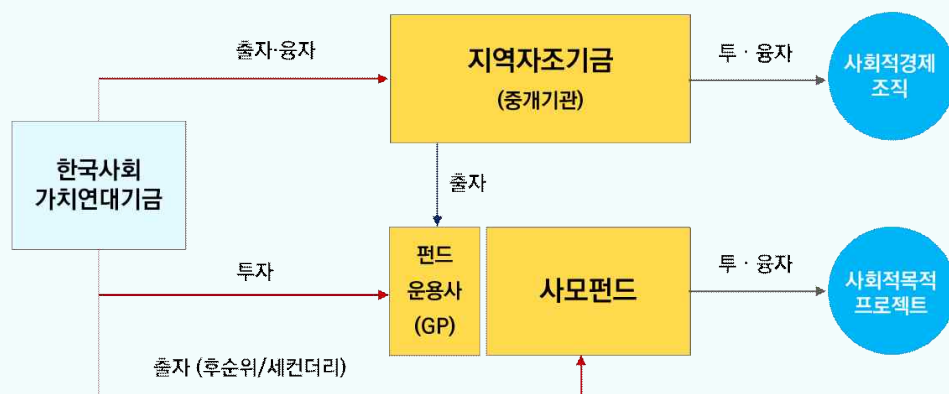 출자·융자
지역자조기금
(중개기관)
투 · 융자
사회적경제
조직
한국사회
가치연대기금
출자
투자
펀드
운용사
(GP)
사모펀드
투 · 융자
사회적목적
프로젝트
출자 (후순위/세컨더리)